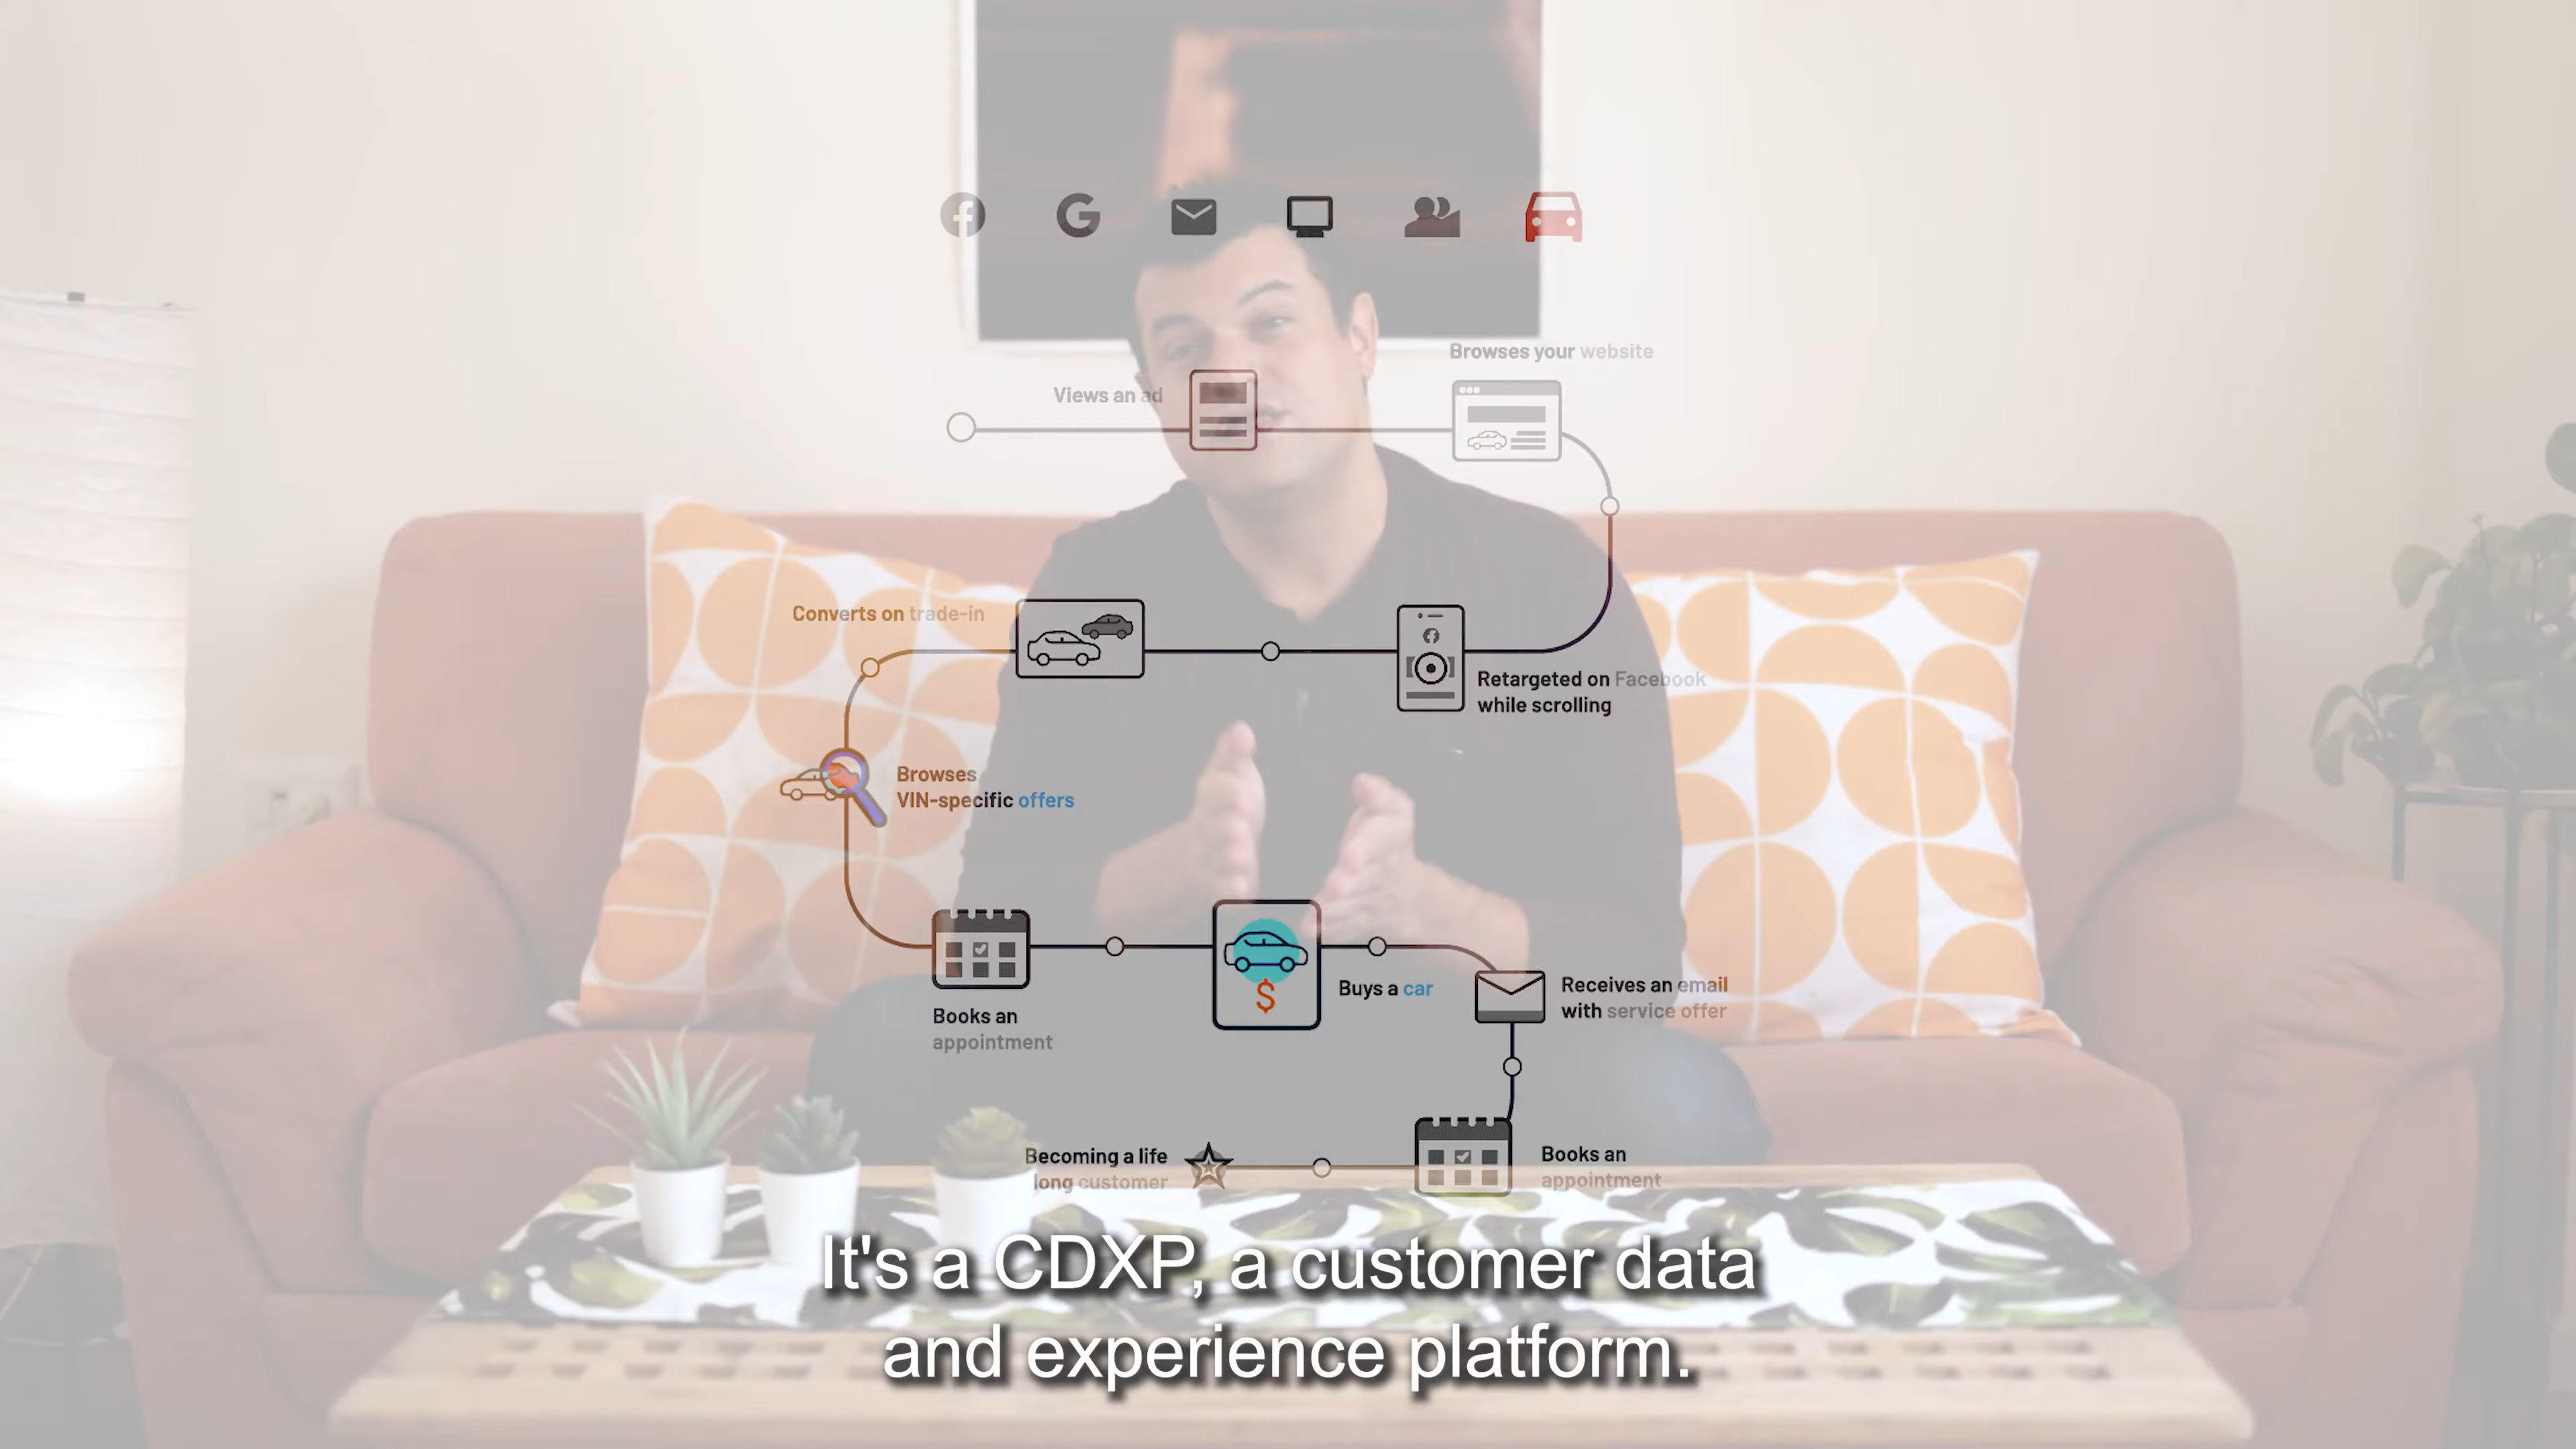 Browses your website
Views an ad
Converts on trade-in
Retargeted on Facebook
while scrolling
Browses
VIN-specific offers
Books an
appointment
$
Buys a car
Receives an email
with service offer
Becoming a life
long customer
Books an
appointment
It's a CDXP, a customer data
and experience platform.